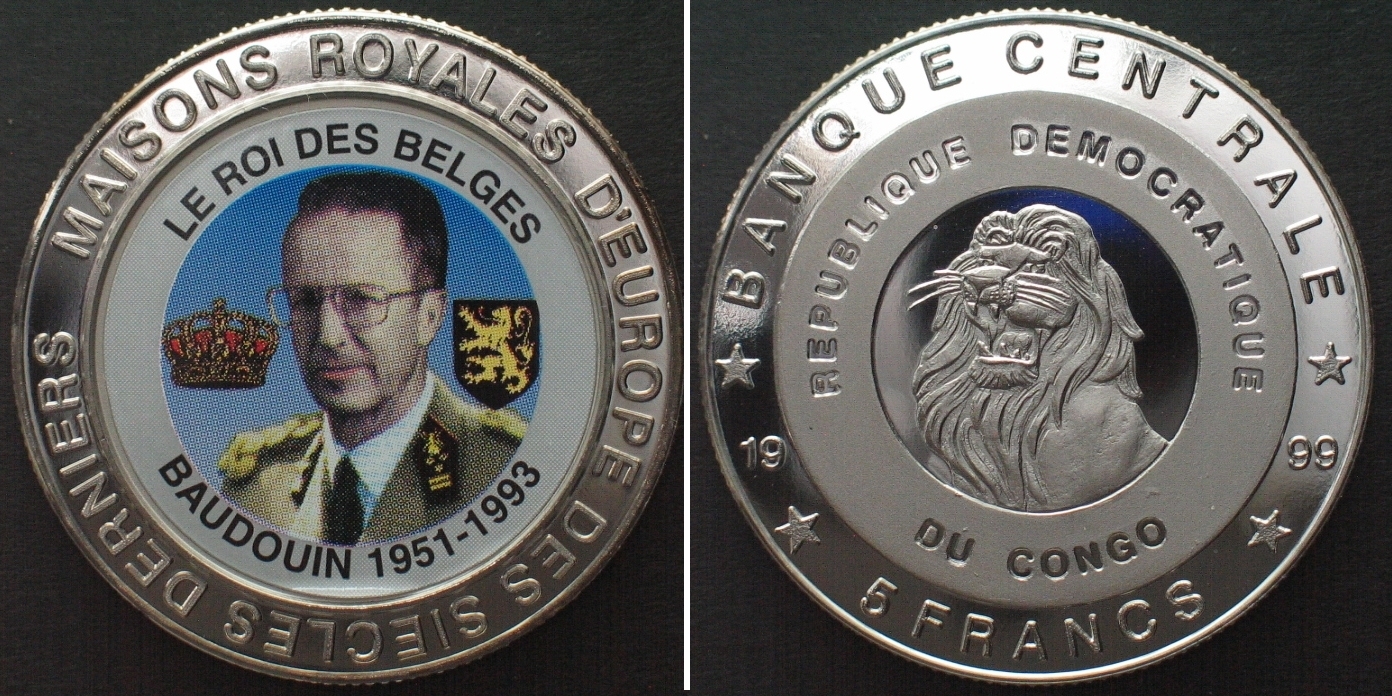 MAISONS ROYALES D'EUROPE DES SIECLES DERNIERS
LE ROI DES BELGES
BAUDOUIN 1951-1993
BANQUE CENTRALE
REPUBLIQUE DEMOCRATIQUE
DU CONGO
19 99
5 FRANCS